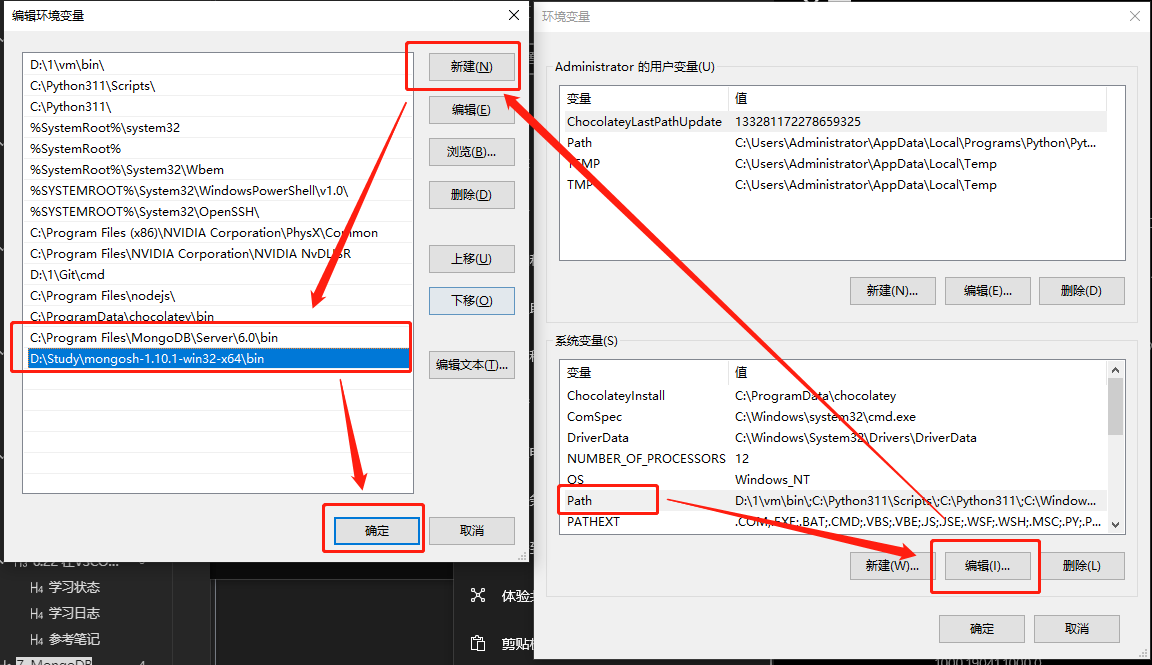 编辑环境变量
D:\1\vm\bin\
C:\Python311\Scripts\
C:\Python311\
%SystemRoot%\system32
%SystemRoot%
%SystemRoot%\System32\Wbem
%SYSTEMROOT%\System32\WindowsPowerShell\v1.0\
%SYSTEMROOT%\System32\OpenSSH\
C:\Program Files (x86)\NVIDIA Corporation\PhysX\Common
C:\Program Files\NVIDIA Corporation\NVIDIA NvDLISR
D:\1\Git\cmd
C:\Program Files\nodejs\
C:\ProgramData\chocolatey\bin
C:\Program Files\MongoDB\Server\6.0\bin
D:\Study\mongosh-1.10.1-win32-x64\bin
新建(N)
编辑(E)
浏览(B)...
删除(D)
上移(U)
下移(O)
编辑文本(T)...
确定
取消
环境变量
Administrator 的用户变量(U)
变量 值
ChocolateyLastPathUpdate 133281172278659325
Path C:\Users\Administrator\AppData\Local\Programs\Python\Pyt...
TEMP C:\Users\Administrator\AppData\Local\Temp
TMP C:\Users\Administrator\AppData\Local\Temp
新建(N)... 编辑(E)... 删除(D)
系统变量(S)
变量 值
ChocolateyInstall C:\ProgramData\chocolatey
ComSpec C:\Windows\system32\cmd.exe
DriverData C:\Windows\System32\Drivers\DriverData
NUMBER_OF_PROCESSORS 12
OS Windows_NT
Path D:\1\vm\bin\;C:\Python311\Scripts\;C:\Python311\;C:\Window...
PATHEXT .COM;.EXE;.BAT;.CMD;.VBS;.VBE;.JS;.JSE;.WSF;.WSH;.MSC;.PY;.P...
新建(W)... 编辑(I)... 删除(L)
确定 取消
H4 学习状态
H4 学习日志
H4 参考笔记
7. MongoDB
体验
剪贴